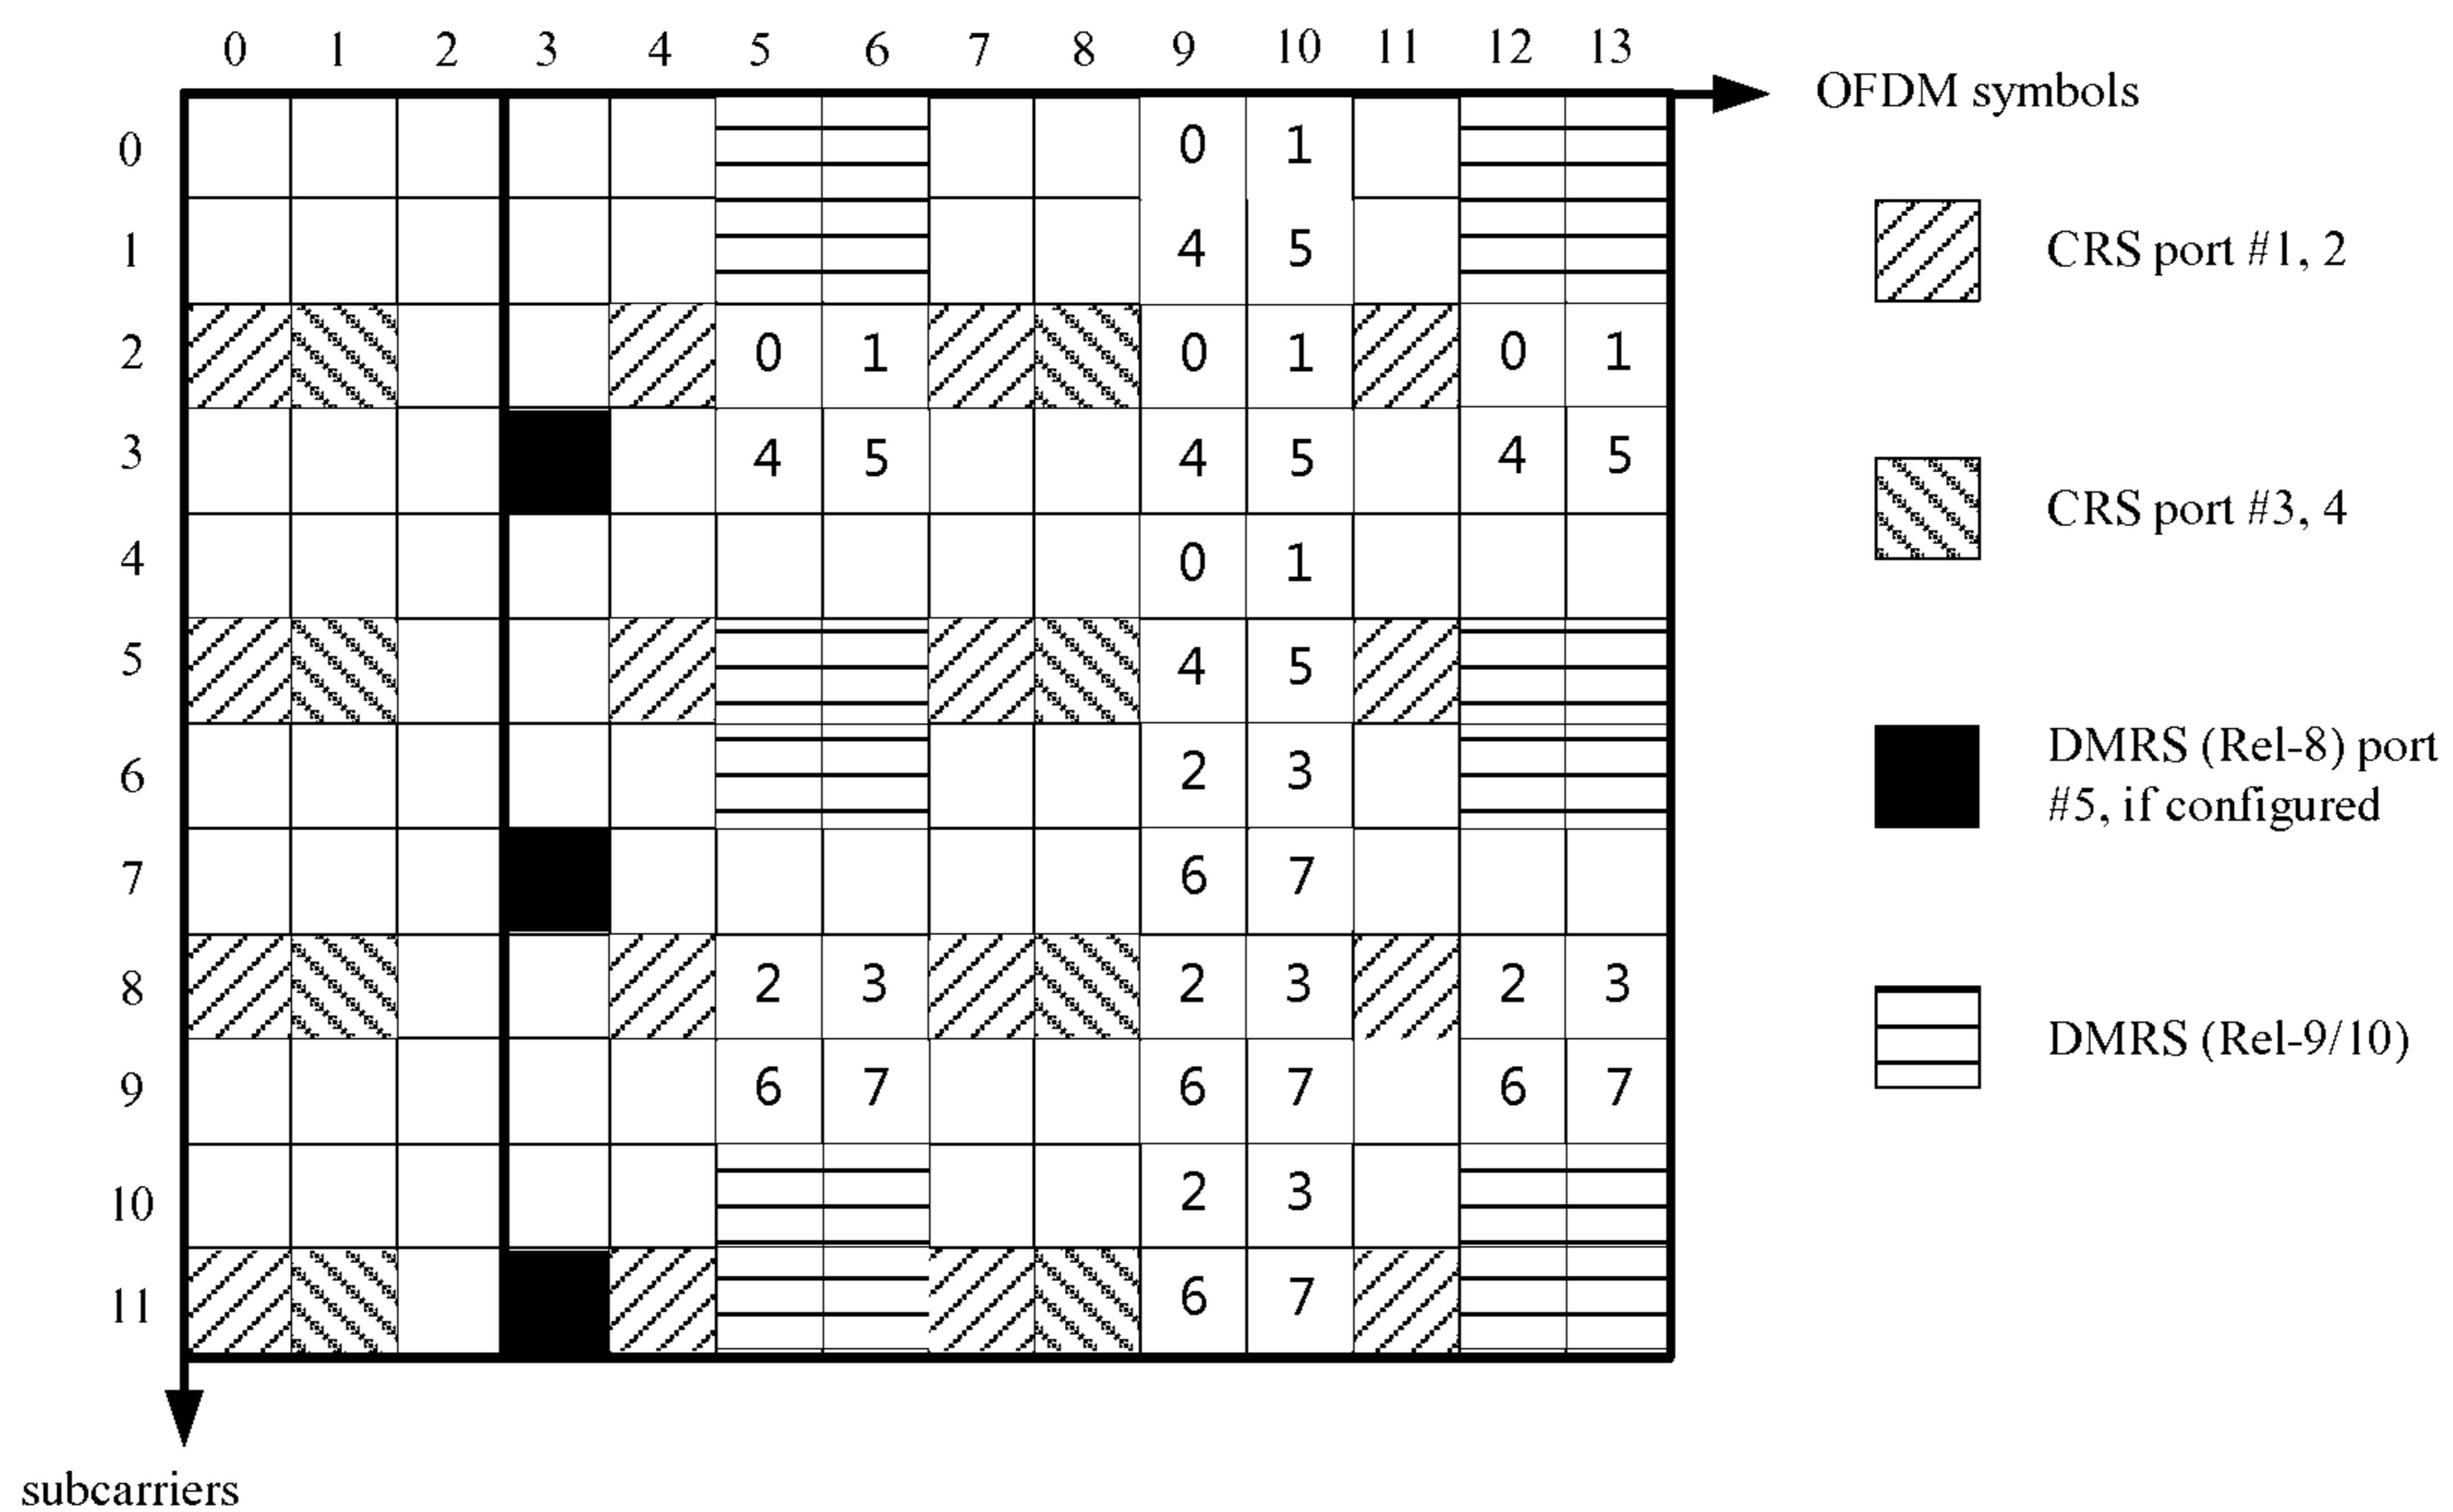 0 1 2 3 4 5 6 7 8 9 10 11 12 13
OFDM symbols
0 0 1
1 4 5
2 0 1 0 1 0 1
3 4 5 4 5 4 5
4 0 1
5 4 5
6 2 3
7 6 7
8 2 3 2 3 2 3
9 6 7 6 7 6 7
10 2 3
11 6 7
subcarriers
CRS port #1, 2
CRS port #3, 4
DMRS (Rel-8) port
#5, if configured
DMRS (Rel-9/10)